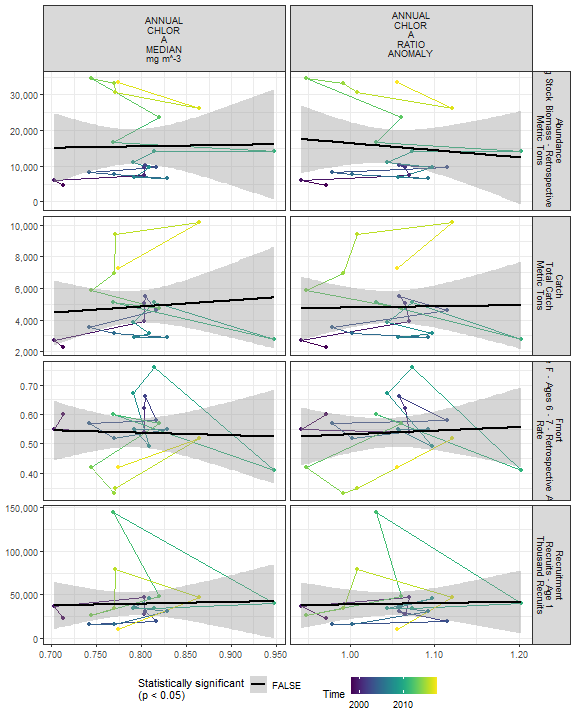 ANNUAL
CHLOR
A
MEDIAN
mg m^-3
ANNUAL
CHLOR
A
RATIO
ANOMALY
30,000
20,000
10,000
0
Abundance
Stock Biomass - Retrospective
Metric Tons
10,000
8,000
6,000
4,000
2,000
Catch
Total Catch
Metric Tons
0.70
0.60
0.50
0.40
Fmort
F - Ages 6 - 7 - Retrospective A
Rate
150,000
100,000
50,000
0
Recruitment
Recruits - Age 1
Thousand Recruits
0.700
0.750
0.800
0.850
0.900
0.950
1.00
1.10
1.20
Statistically significant
(p < 0.05)
FALSE
Time
2000
2010